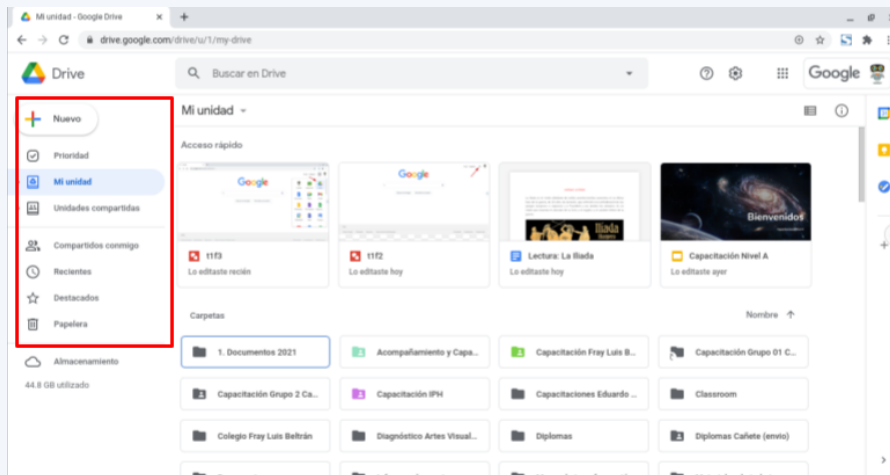 Mi unidad - Google Drive
drive.google.com/drive/u/1/my-drive
Drive
Buscar en Drive
Google
Nuevo
Prioridad
Mi unidad
Unidades compartidas
Compartidos conmigo
Recientes
Destacados
Papelera
Almacenamiento
44.8 GB utilizado
Mi unidad
Acceso rápido
Google
Google
Iliada
Bienvenidos
t1f3
Lo editaste recién
t1f2
Lo editaste hoy
Lectura: La Iliada
Lo editaste hoy
Capacitación Nivel A
Lo editaste ayer
Carpetas
Nombre
1. Documentos 2021
Acompañamiento y Capa...
Capacitación Fray Luis B...
Capacitación Grupo 01 C...
Capacitación Grupo 2 Ca...
Capacitación IPH
Capacitaciones Eduardo ...
Classroom
Colegio Fray Luis Beltrán
Diagnóstico Artes Visual...
Diplomas
Diplomas Cañete (envio)